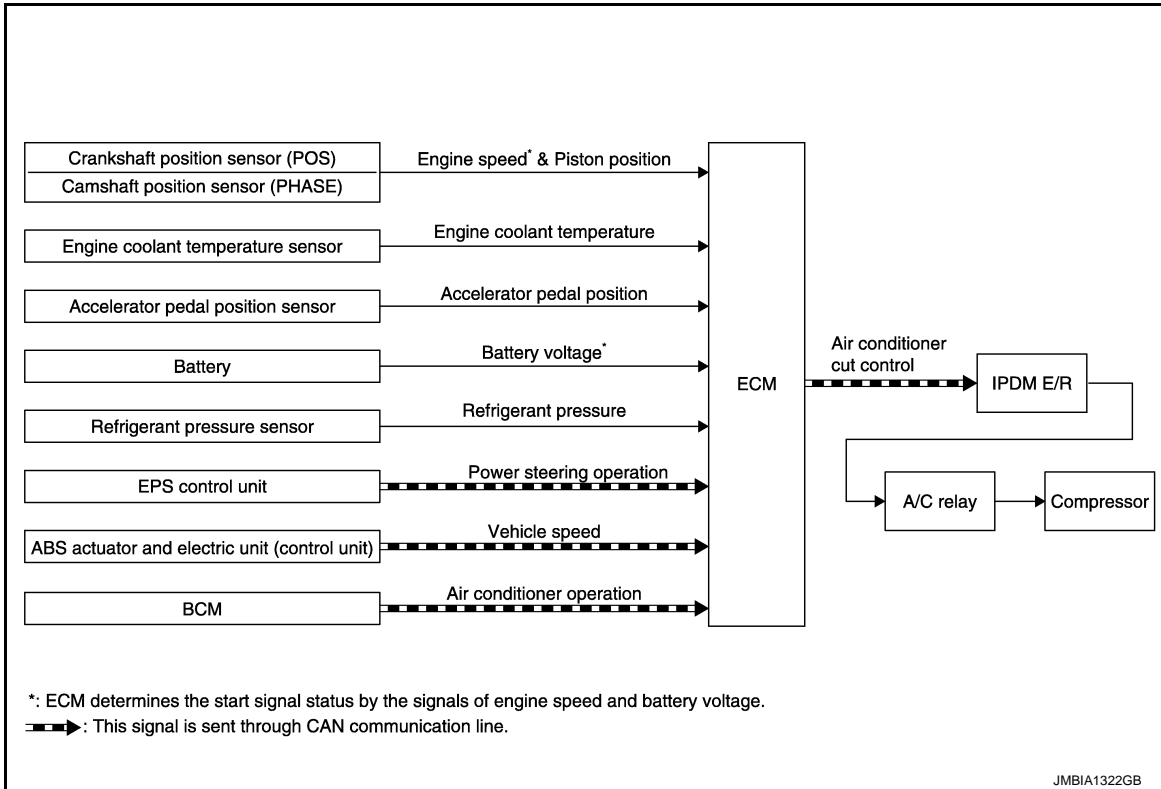 Crankshaft position sensor (POS)
Camshaft position sensor (PHASE)
Engine speed* & Piston position
Engine coolant temperature sensor
Engine coolant temperature
Accelerator pedal position sensor
Accelerator pedal position
Battery
Battery voltage*
Refrigerant pressure sensor
Refrigerant pressure
EPS control unit
Power steering operation
ABS actuator and electric unit (control unit)
Vehicle speed
BCM
Air conditioner operation
ECM
Air conditioner
cut control
IPDM E/R
A/C relay
Compressor
*: ECM determines the start signal status by the signals of engine speed and battery voltage.
: This signal is sent through CAN communication line.
JMBIA1322GB